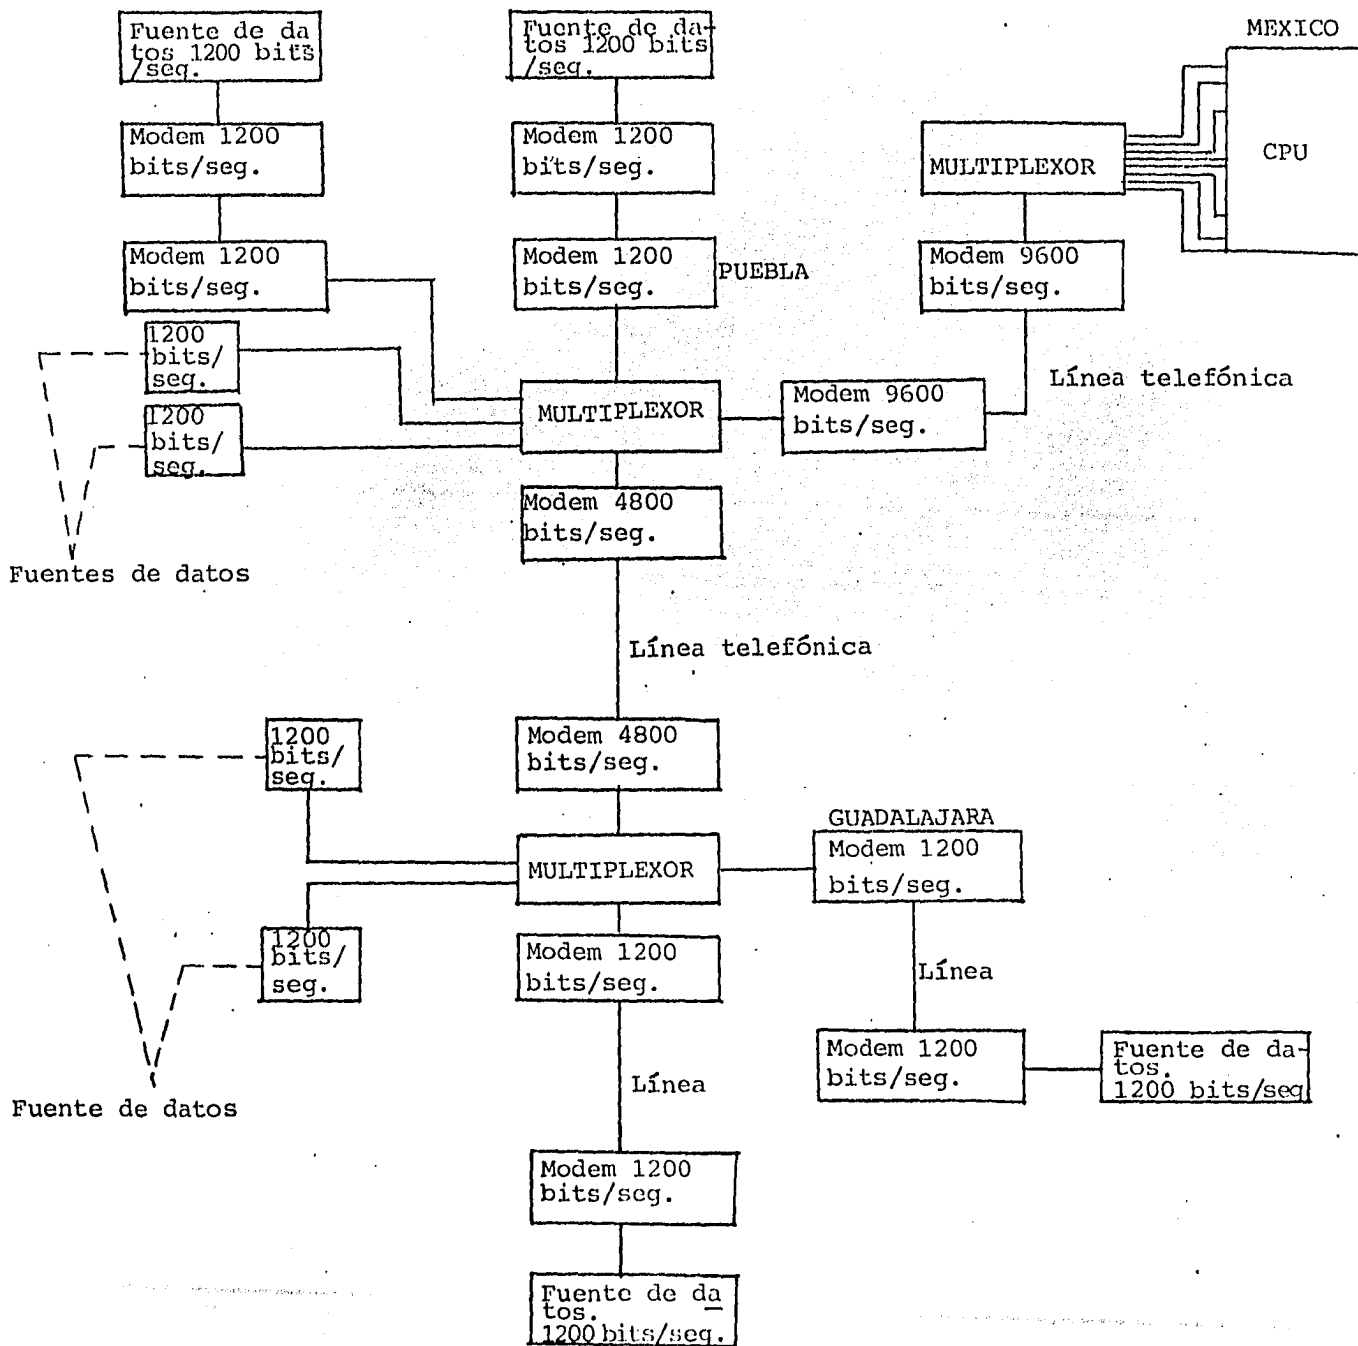 Fuente de da
tos 1200 bits
/seg.
Fuente de da-
tos 1200 bits
/seg.
MEXICO
Modem 1200
bits/seg.
Modem 1200
bits/seg.
MULTIPLEXOR
CPU
Modem 1200
bits/seg.
Modem 1200
bits/seg.
PUEBLA
Modem 9600
bits/seg.
1200
bits/
seg.
Línea telefónica
1200
bits/
seg.
MULTIPLEXOR
Modem 9600
bits/seg.
Modem 4800
bits/seg.
Fuentes de datos
Línea telefónica
1200
bits/
seg.
Modem 4800
bits/seg.
GUADALAJARA
MULTIPLEXOR
Modem 1200
bits/seg.
1200
bits/
seg.
Modem 1200
bits/seg.
Línea
Modem 1200
bits/seg.
Fuente de da-
tos.
1200 bits/seg
Línea
Fuente de datos
Modem 1200
bits/seg.
Fuente de da
tos.
1200 bits/seg.